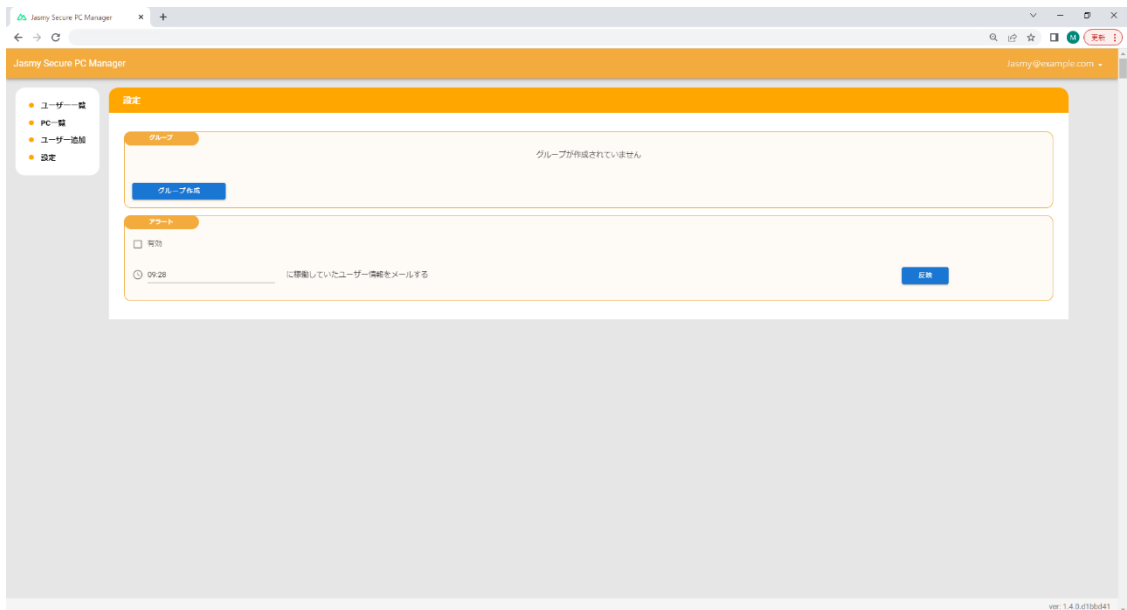 Jasmy Secure PC Manager
更新
Jasmy Secure PC Manager
Jasmy@example.com
ユーザー一覧
PC一覧
ユーザー追加
設定
設定
グループ
グループが作成されていません
グループ作成
アラート
有効
09:28 に稼働していたユーザー情報をメールする
反映
ver: 1.4.0.d1bbd41